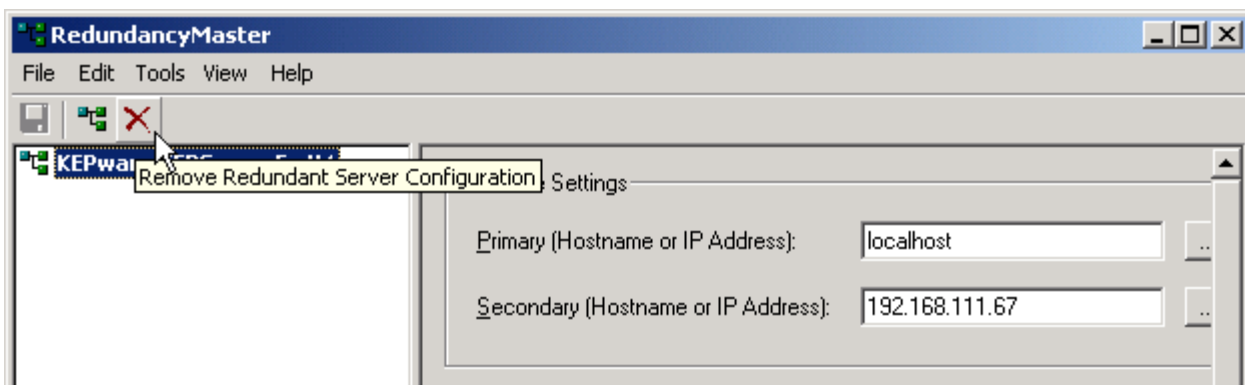 RedundancyMaster
File Edit Tools View Help
Remove Redundant Server Configuration
Settings
Primary (Hostname or IP Address):
localhost
..
Secondary (Hostname or IP Address):
192.168.111.67
..